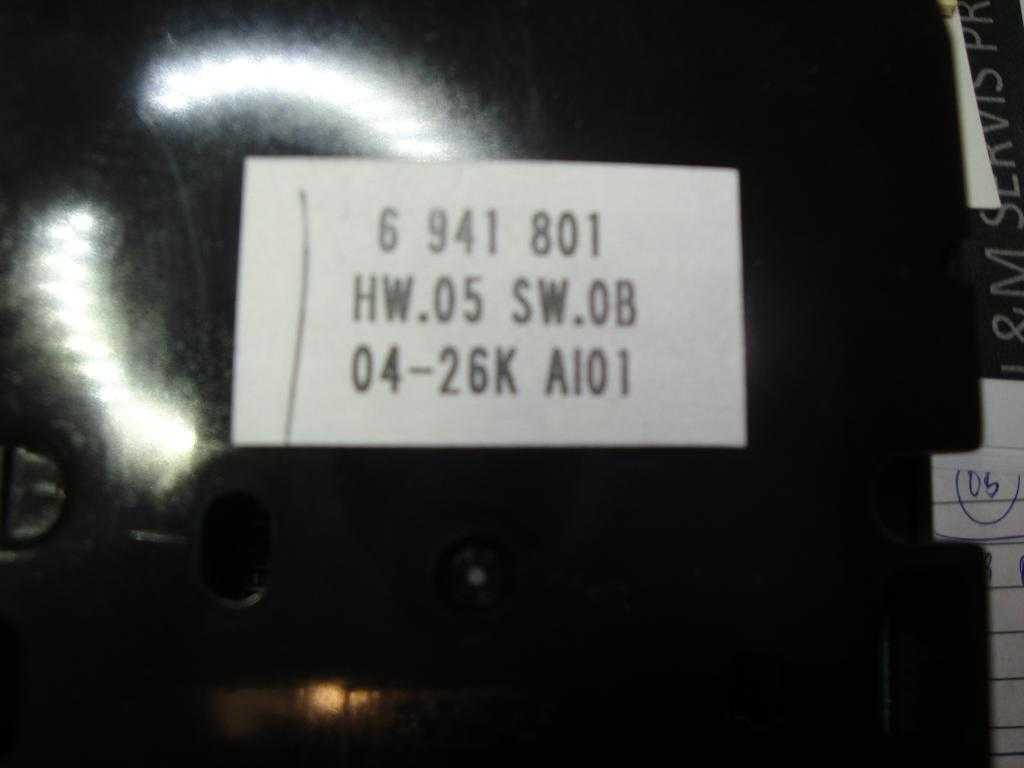 6 941 801
HW.05 SW.0B
04-26K AI01
& M SERVIS PR
05